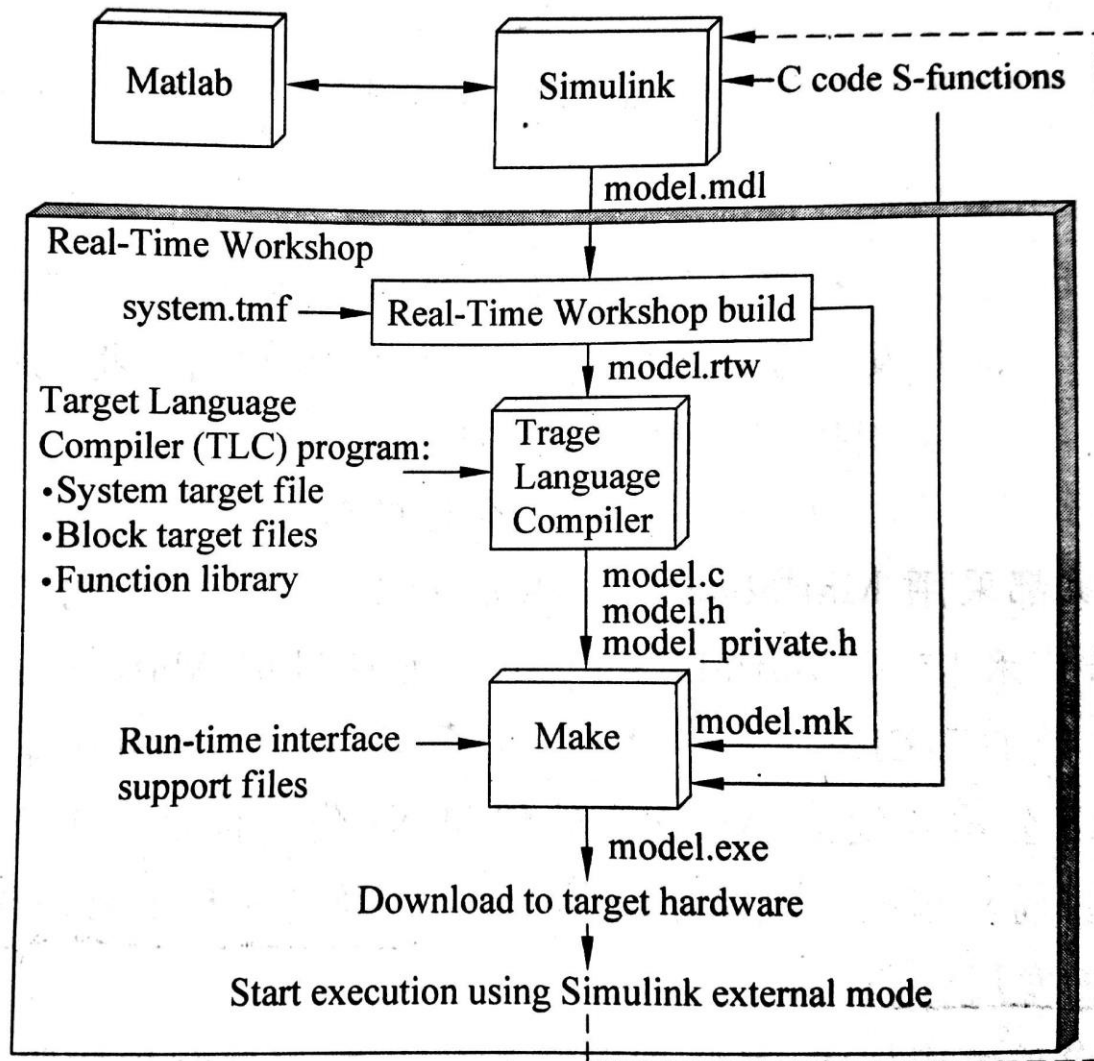 Matlab
Simulink
C code S-functions
model.mdl
Real-Time Workshop
system.tmf
Real-Time Workshop build
model.rtw
Target Language
Compiler (TLC) program:
•System target file
•Block target files
•Function library
Trage
Language
Compiler
model.c
model.h
model_private.h
Run-time interface
support files
Make
model.mk
model.exe
Download to target hardware
Start execution using Simulink external mode